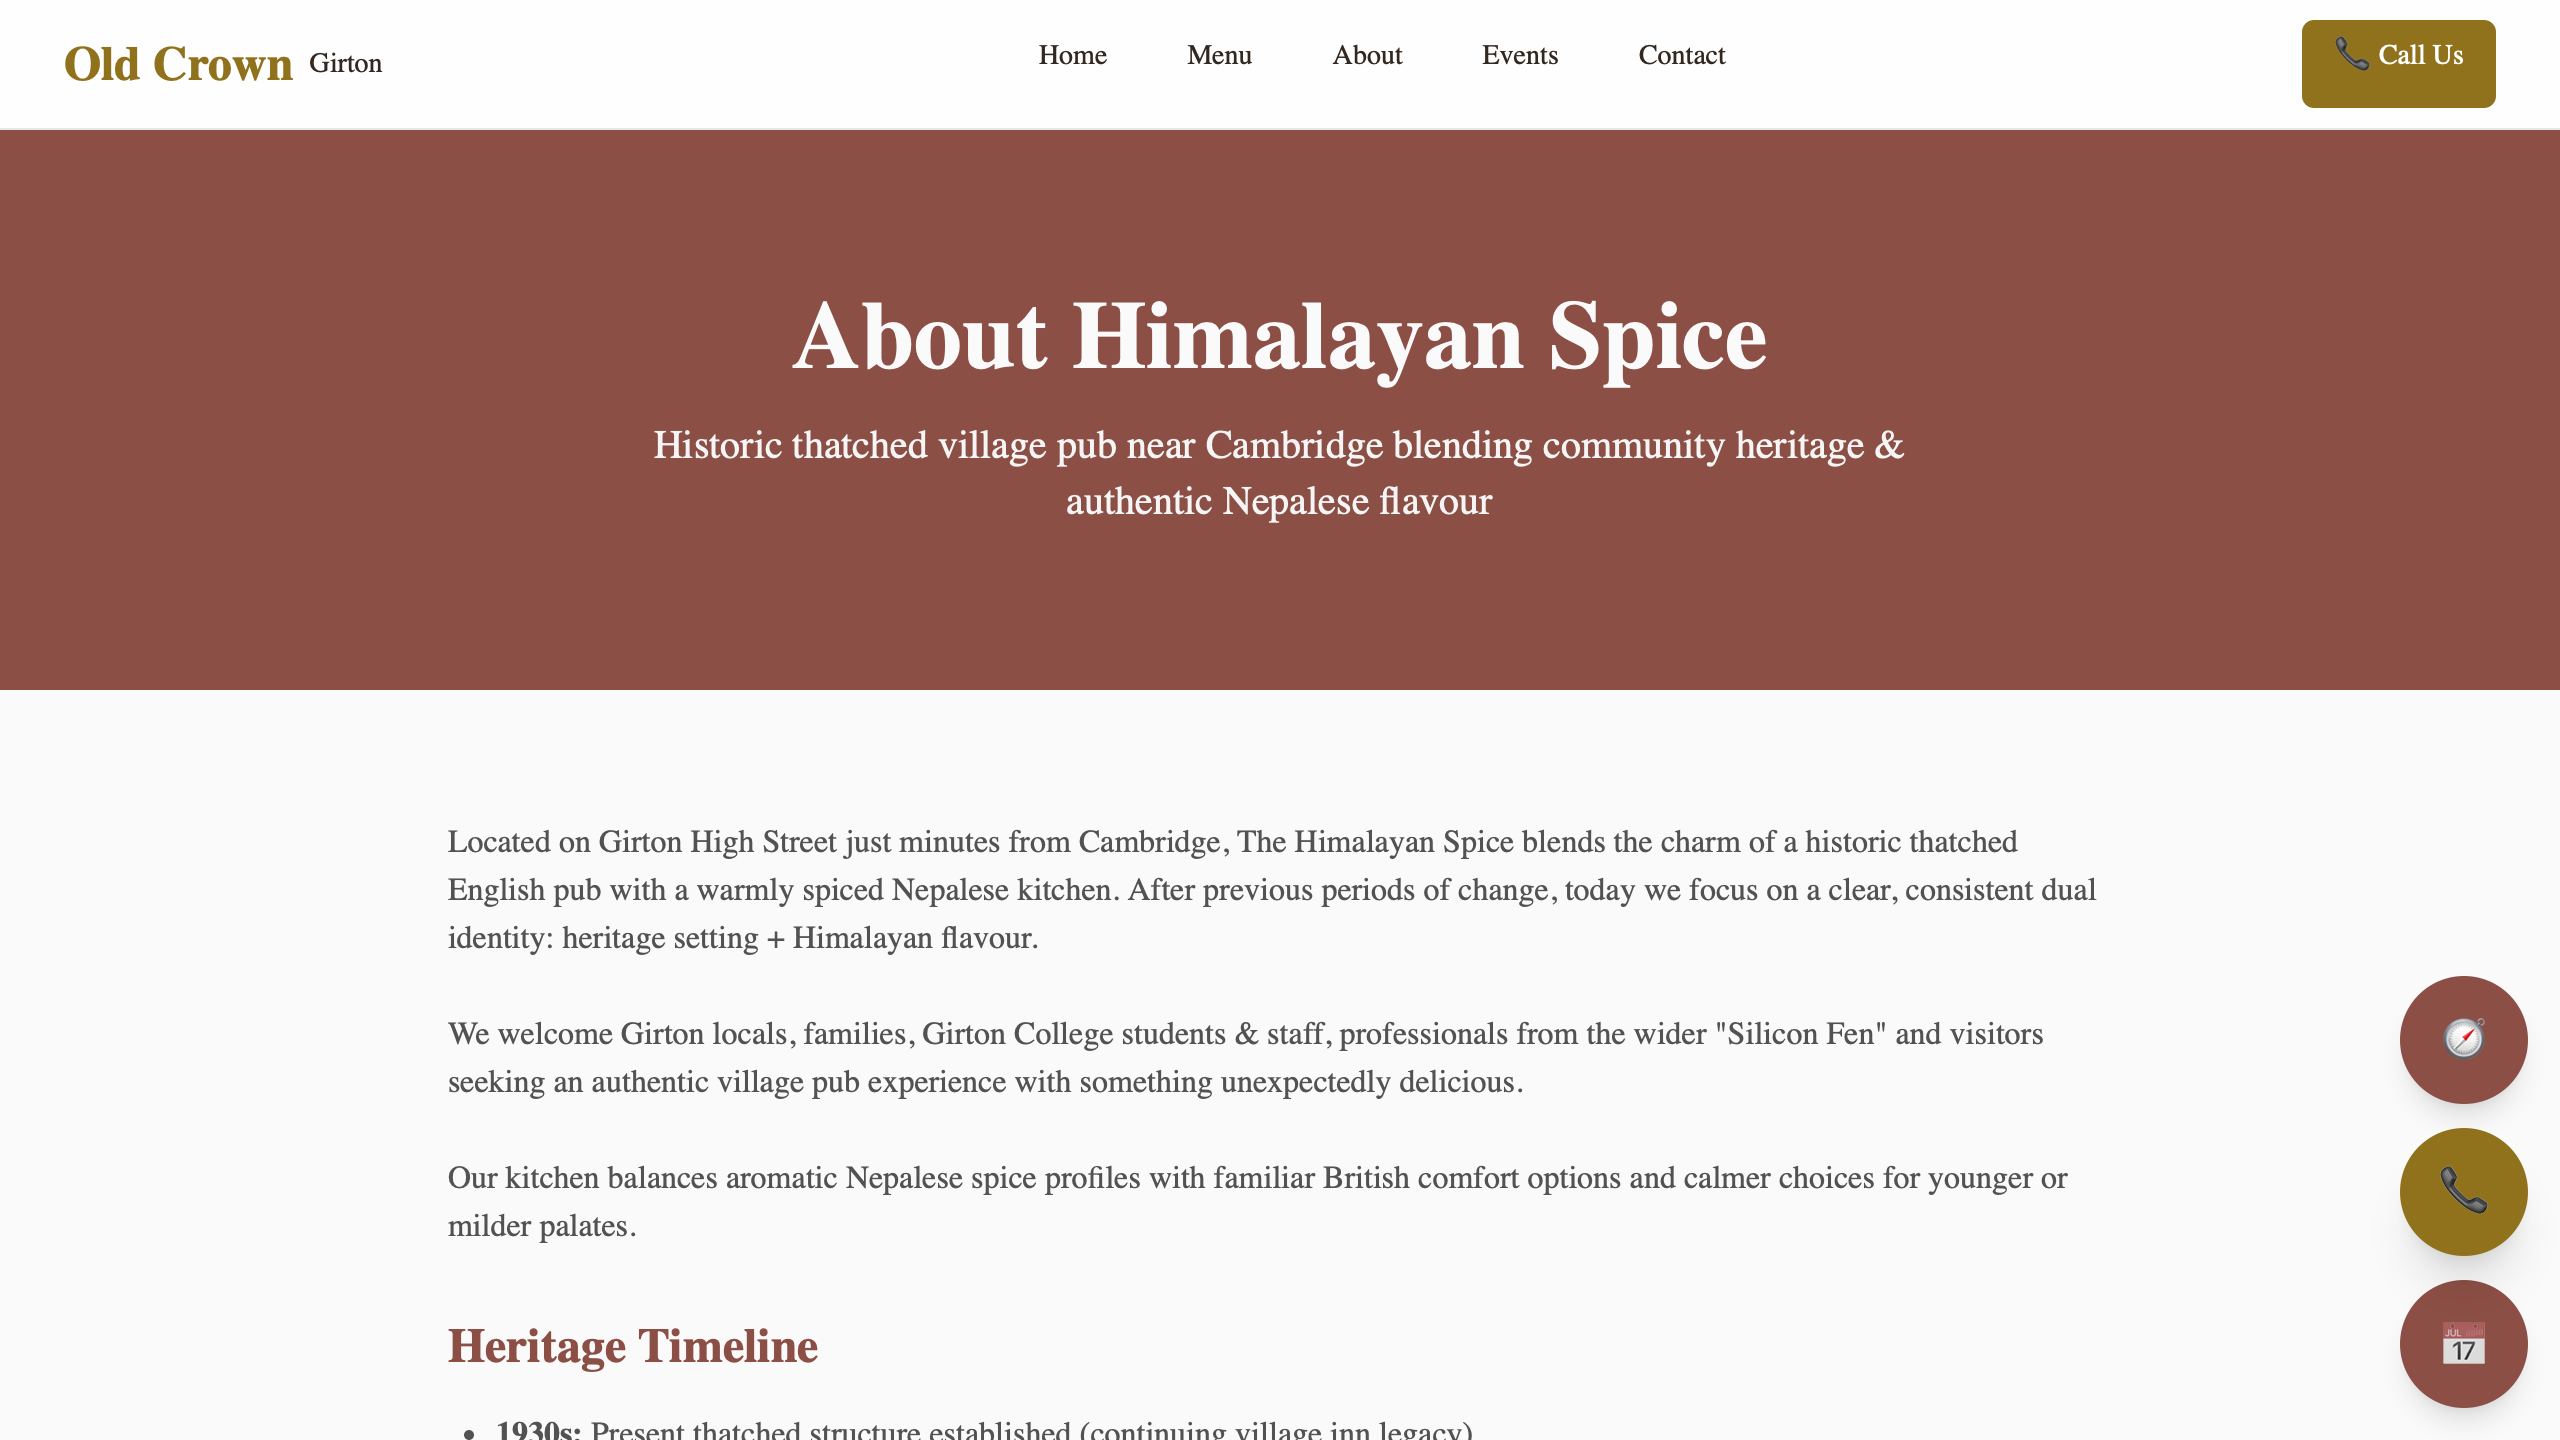 Old Crown Girton
Home Menu About Events Contact
Call Us
About Himalayan Spice
Historic thatched village pub near Cambridge blending community heritage &
authentic Nepalese flavour
Located on Girton High Street just minutes from Cambridge, The Himalayan Spice blends the charm of a historic thatched
English pub with a warmly spiced Nepalese kitchen. After previous periods of change, today we focus on a clear, consistent dual
identity: heritage setting + Himalayan flavour.
We welcome Girton locals, families, Girton College students & staff, professionals from the wider "Silicon Fen" and visitors
seeking an authentic village pub experience with something unexpectedly delicious.
Our kitchen balances aromatic Nepalese spice profiles with familiar British comfort options and calmer choices for younger or
milder palates.
Heritage Timeline
• 1930s: Present thatched structure established (continuing village inn legacy)
JUL
17